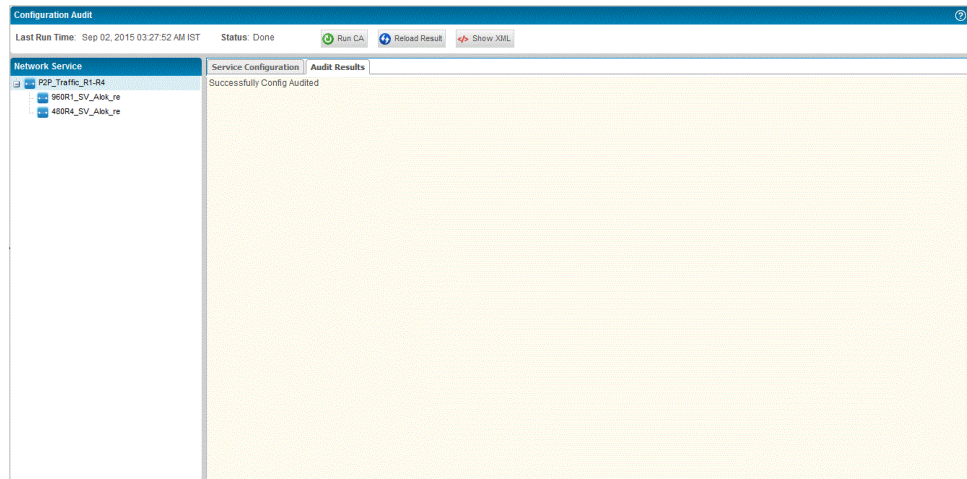 Configuration Audit
Last Run Time: Sep 02, 2015 03:27:52 AM IST Status: Done Run CA Reload Result Show XML
Network Service
P2P_Traffic_R1-R4
960R1_SV_Alok_re
480R4_SV_Alok_re
Service Configuration Audit Results
Successfully Config Audited